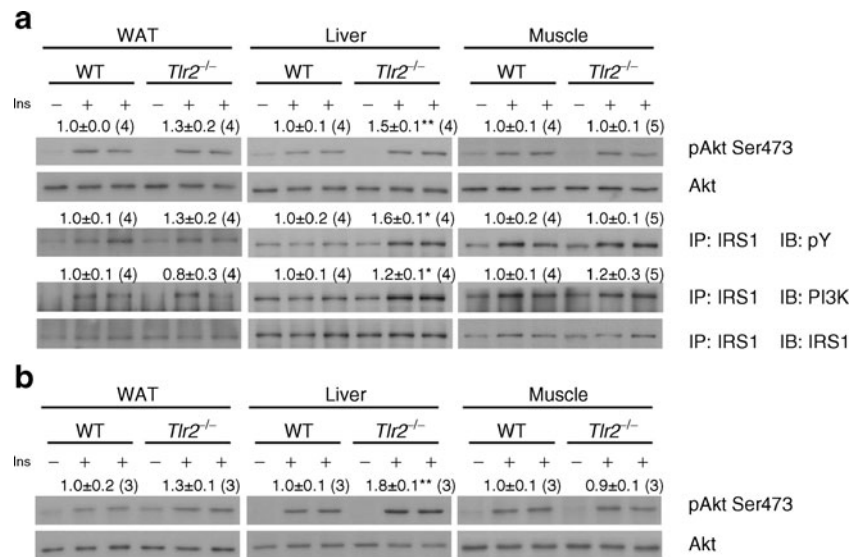 a
WAT Liver Muscle
WT Tlr2–/– WT Tlr2–/– WT Tlr2–/–
Ins – + + – + + – + + – + + – + + – + +
1.0±0.0 (4) 1.3±0.2 (4) 1.0±0.1 (4) 1.5±0.1** (4) 1.0±0.1 (4) 1.0±0.1 (5)
pAkt Ser473
Akt
1.0±0.1 (4) 1.3±0.2 (4) 1.0±0.2 (4) 1.6±0.1* (4) 1.0±0.2 (4) 1.0±0.1 (5)
IP: IRS1 IB: pY
1.0±0.1 (4) 0.8±0.3 (4) 1.0±0.1 (4) 1.2±0.1* (4) 1.0±0.1 (4) 1.2±0.3 (5)
IP: IRS1 IB: PI3K
IP: IRS1 IB: IRS1
b
WAT Liver Muscle
WT Tlr2–/– WT Tlr2–/– WT Tlr2–/–
Ins – + + – + + – + + – + + – + + – + +
1.0±0.2 (3) 1.3±0.1 (3) 1.0±0.1 (3) 1.8±0.1** (3) 1.0±0.1 (3) 0.9±0.1 (3)
pAkt Ser473
Akt